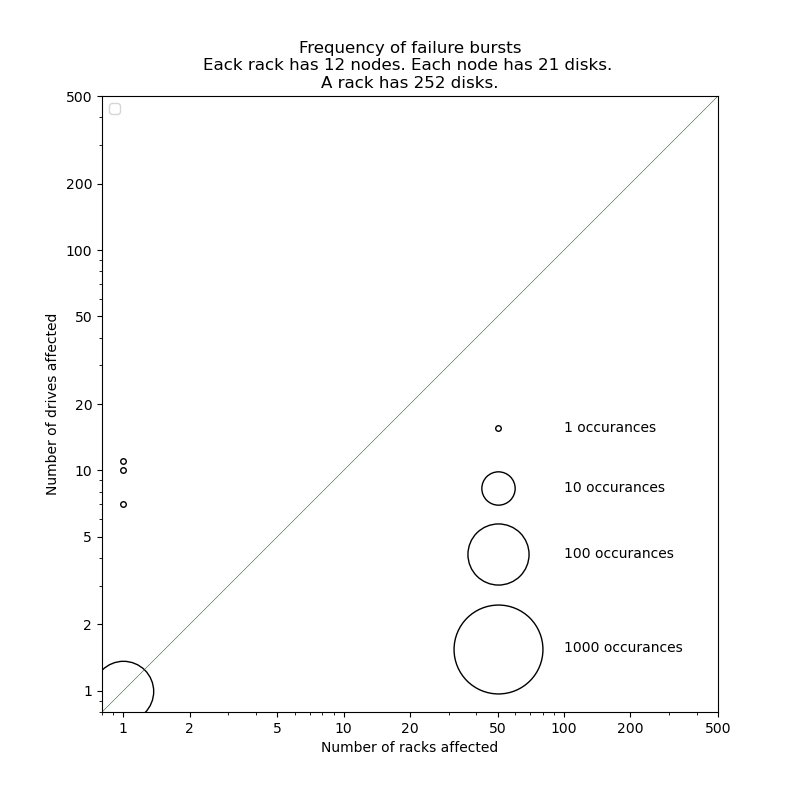 Frequency of failure bursts
Eack rack has 12 nodes. Each node has 21 disks.
A rack has 252 disks.
500
200
100
50
20
10
5
2
1
Number of drives affected
1 occurances
10 occurances
100 occurances
1000 occurances
1 2 5 10 20 50 100 200 500
Number of racks affected